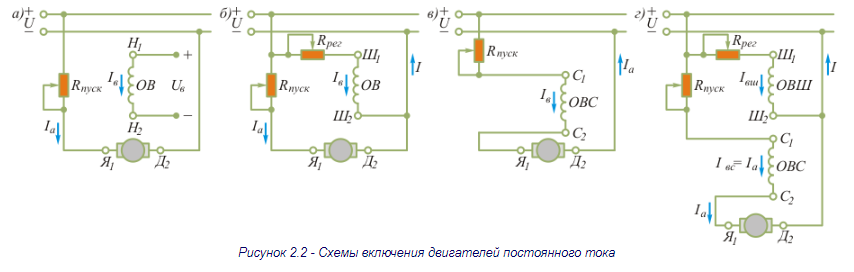 а) + U −
H₁
+
Rпуск
Iв
ОВ
Uв
H₂
−
Iа
Я₁
Д₂
б) + U −
Rрег
Ш₁
Rпуск
Iв
ОВ
I
Ш₂
Iа
Я₁
Д₂
в) + U −
Rпуск
Iа
С₁
Iв
ОВС
С₂
Я₁
Д₂
г) + U −
Rрег
Ш₁
Rпуск
Iвш
ОВШ
I
Ш₂
С₁
I вс= Iа
ОВС
С₂
Iа
Я₁
Д₂
Рисунок 2.2 - Схемы включения двигателей постоянного тока